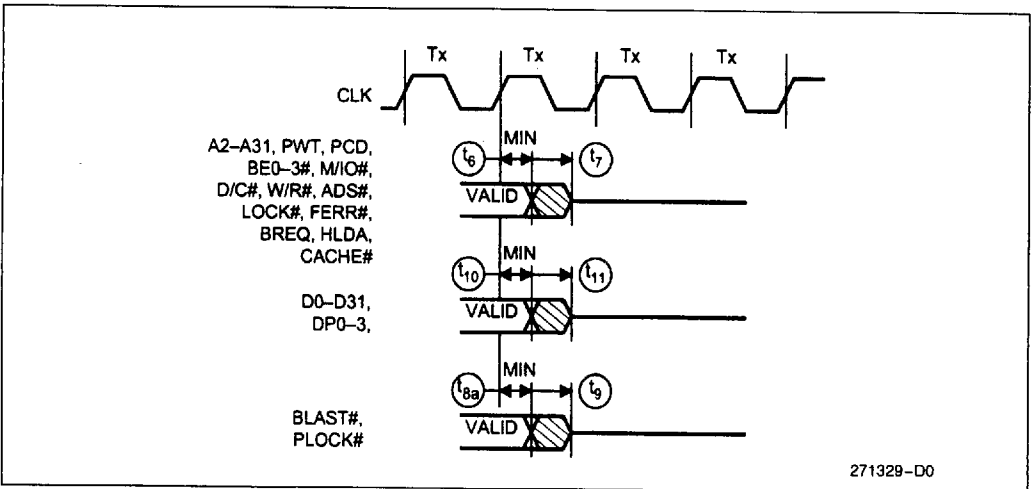 Tx Tx Tx Tx
CLK
A2–A31, PWT, PCD,
BE0–3#, M/IO#,
D/C#, W/R#, ADS#,
LOCK#, FERR#,
BREQ, HLDA,
CACHE#
MIN
t6 t7
VALID
D0–D31,
DP0–3,
MIN
t10 t11
VALID
BLAST#,
PLOCK#
MIN
t8a t9
VALID
271329–D0